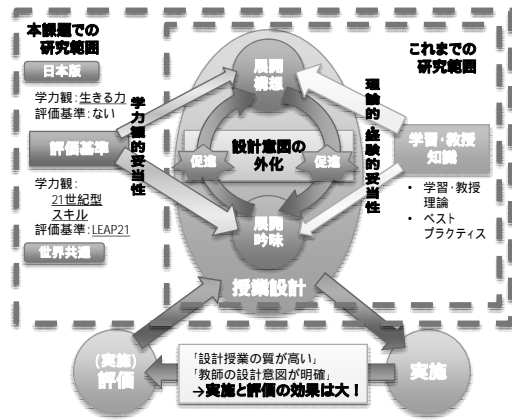 本課題での
研究範囲
日本版
学力観:生きる力
評価基準:ない
評価基準
学力観:
21世紀型
スキル
評価基準:LEAP21
世界共通
学力観的妥当性
展開
構想
設計意図の
外化
促進
促進
展開
吟味
授業設計
理論的・経験的妥当性
これまでの
研究範囲
学習・教授
知識
• 学習・教授
理論
• ベスト
プラクティス
(実施)
評価
「設計授業の質が高い」
「教師の設計意図が明確」
→実施と評価の効果は大!
実施